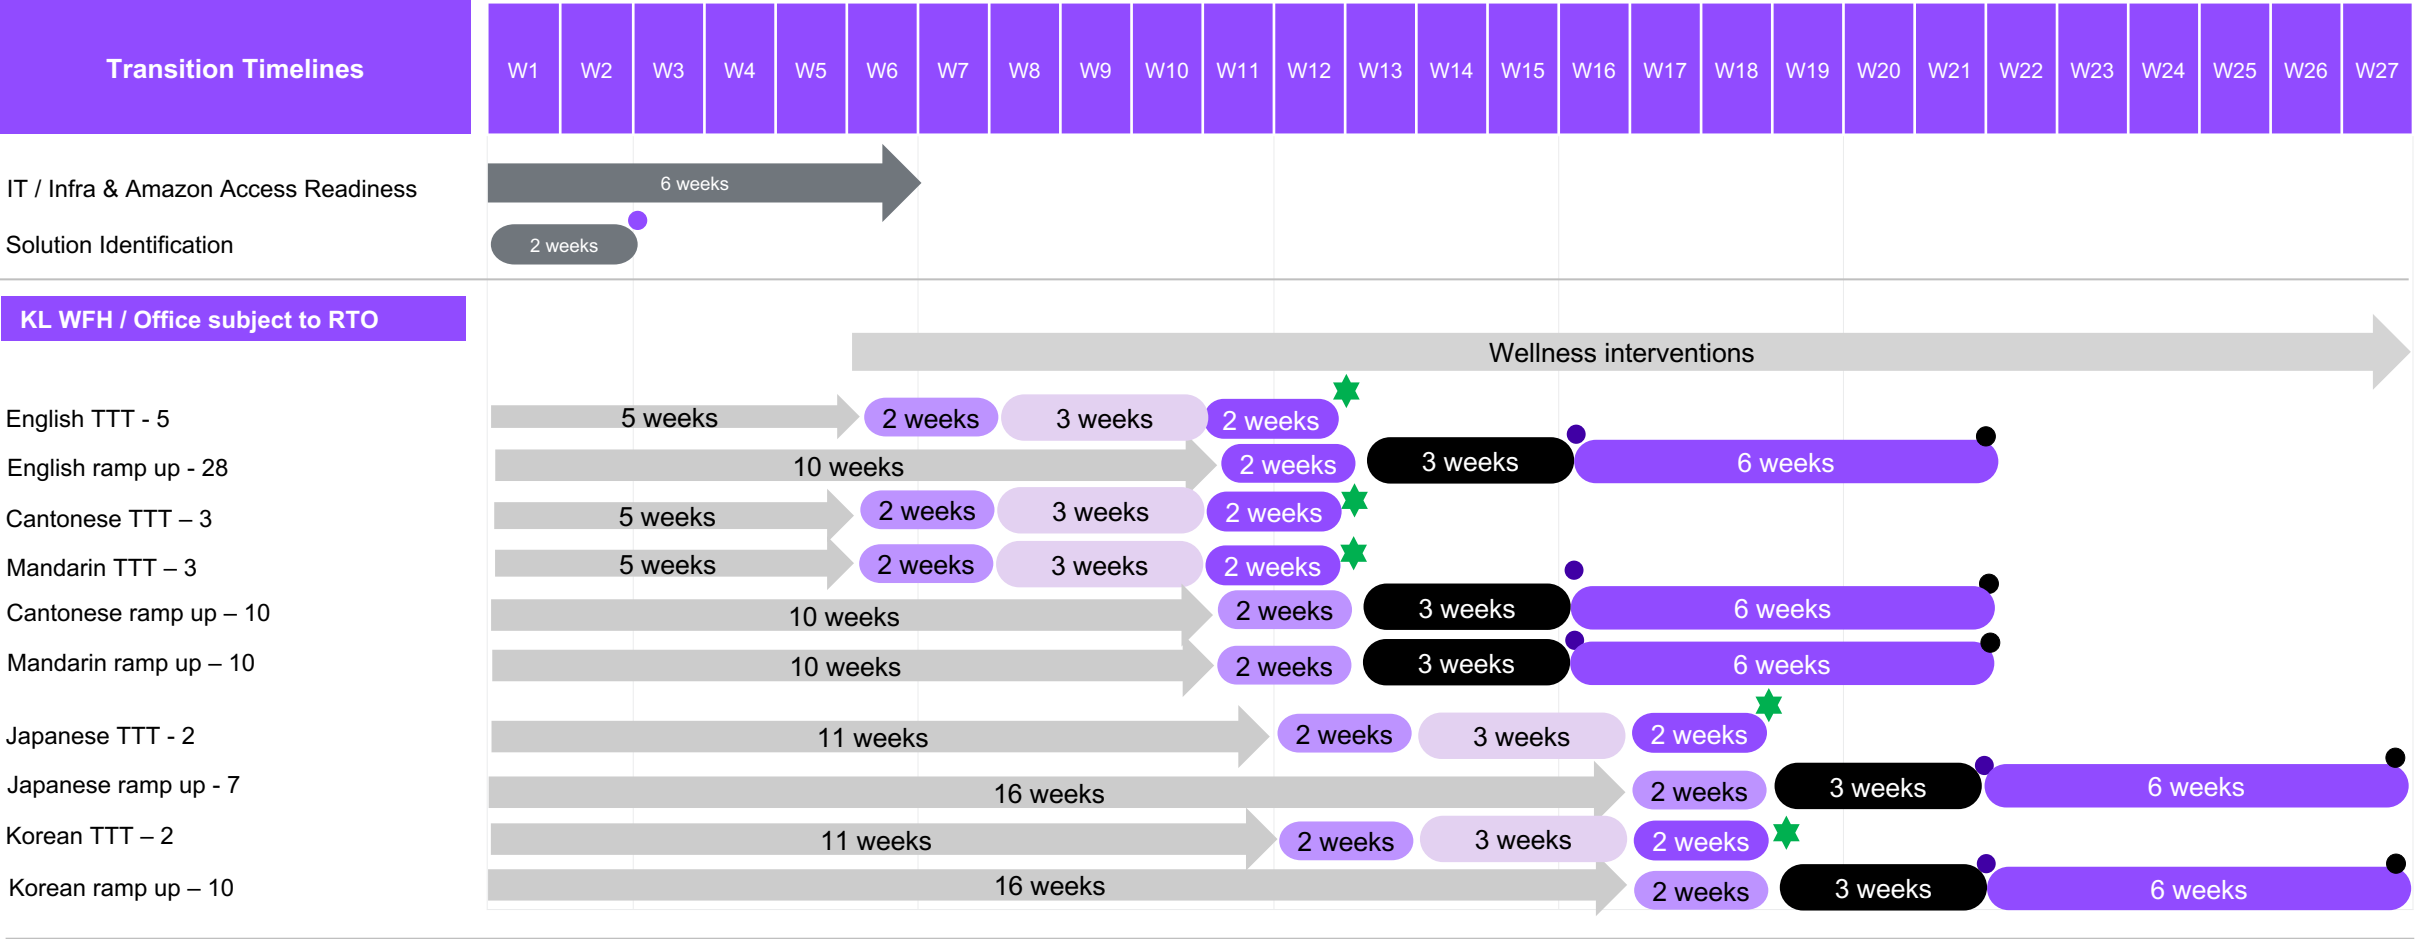 Transition Timelines W1 W2 W3 W4 W5 W6 W7 W8 W9 W10 W11 W12 W13 W14 W15 W16 W17 W18 W19 W20 W21 W22 W23 W24 W25 W26 W27
IT / Infra & Amazon Access Readiness 6 weeks
Solution Identification 2 weeks
KL WFH / Office subject to RTO
Wellness interventions
English TTT - 5 5 weeks 2 weeks 3 weeks 2 weeks
English ramp up - 28 10 weeks 2 weeks 3 weeks 6 weeks
Cantonese TTT – 3 5 weeks 2 weeks 3 weeks 2 weeks
Mandarin TTT – 3 5 weeks 2 weeks 3 weeks 2 weeks
Cantonese ramp up – 10 10 weeks 2 weeks 3 weeks 6 weeks
Mandarin ramp up – 10 10 weeks 2 weeks 3 weeks 6 weeks
Japanese TTT - 2 11 weeks 2 weeks 3 weeks 2 weeks
Japanese ramp up - 7 16 weeks 2 weeks 3 weeks 6 weeks
Korean TTT – 2 11 weeks 2 weeks 3 weeks 2 weeks
Korean ramp up – 10 16 weeks 2 weeks 3 weeks 6 weeks